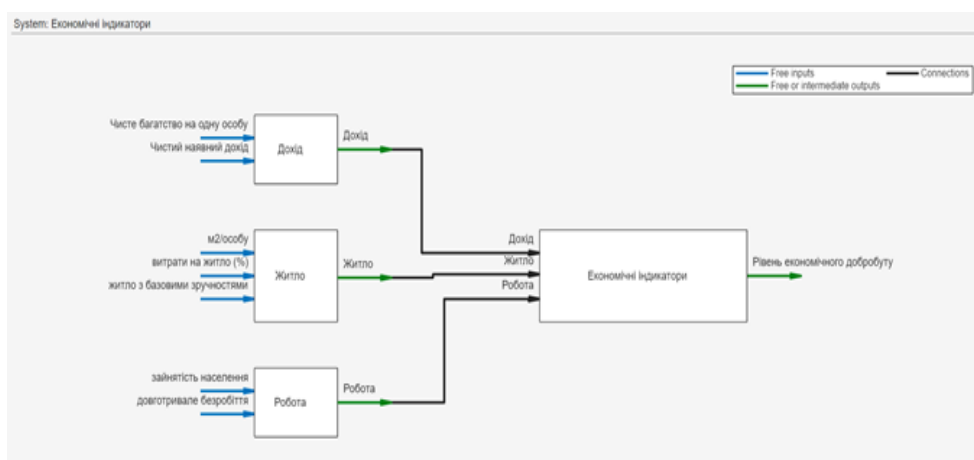 System: Економічні індикатори
Free inputs
Connections
Free or intermediate outputs
Чисте багатство на одну особу
Чистий наявний дохід
Дохід
Дохід
м2/особу
витрати на житло (%)
житло з базовими зручностями
Житло
Житло
зайнятість населення
довготривале безробіття
Робота
Робота
Дохід
Житло
Робота
Економічні індикатори
Рівень економічного добробуту